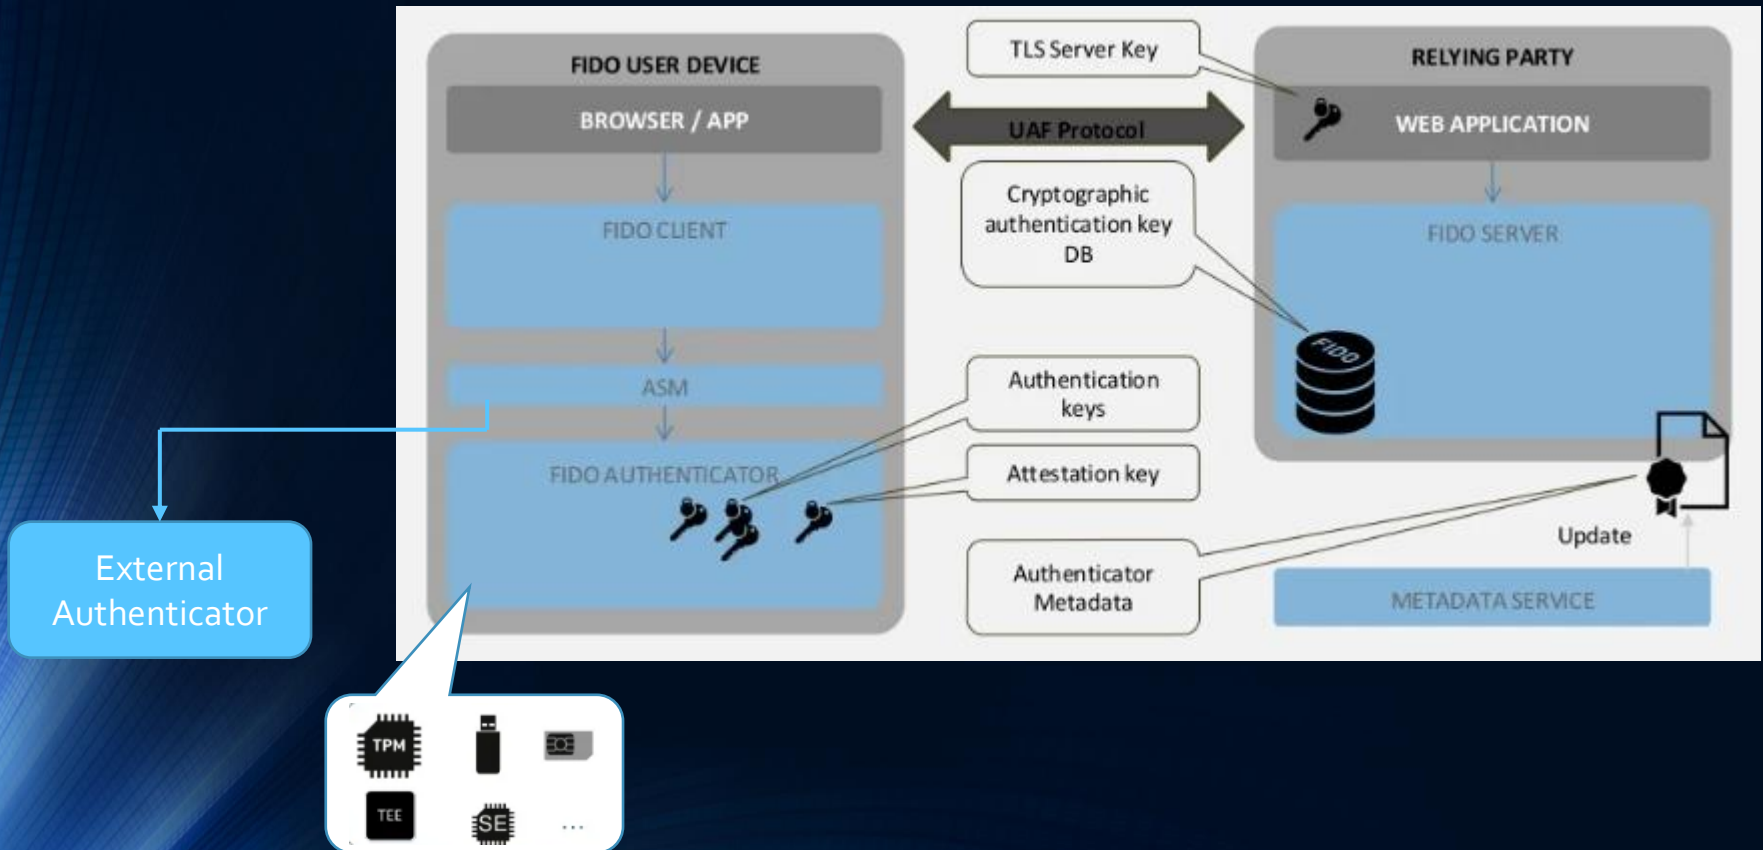 FIDO USER DEVICE
BROWSER / APP
FIDO CLIENT
ASM
FIDO AUTHENTICATOR
TLS Server Key
UAF Protocol
Cryptographic
authentication key
DB
Authentication
keys
Attestation key
Authenticator
Metadata
RELYING PARTY
WEB APPLICATION
FIDO SERVER
FIDO
Update
METADATA SERVICE
External
Authenticator
TPM
TEE
SE
...